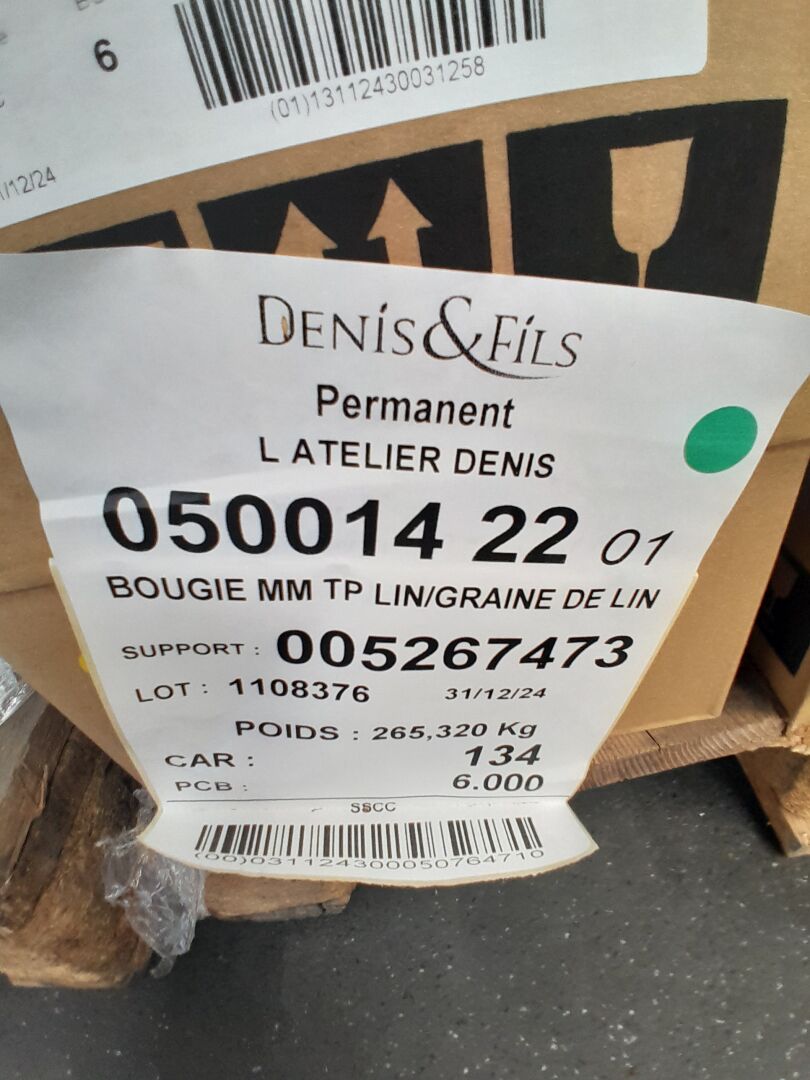 6
(01)13112430031258
/12/24
DENIS&FILS
Permanent
L ATELIER DENIS
050014 22 01
BOUGIE MM TP LIN/GRAINE DE LIN
SUPPORT : 005267473
LOT : 1108376 31/12/24
POIDS : 265,320 Kg
CAR : 134
PCB : 6.000
SSCC
(00)031124300050764710